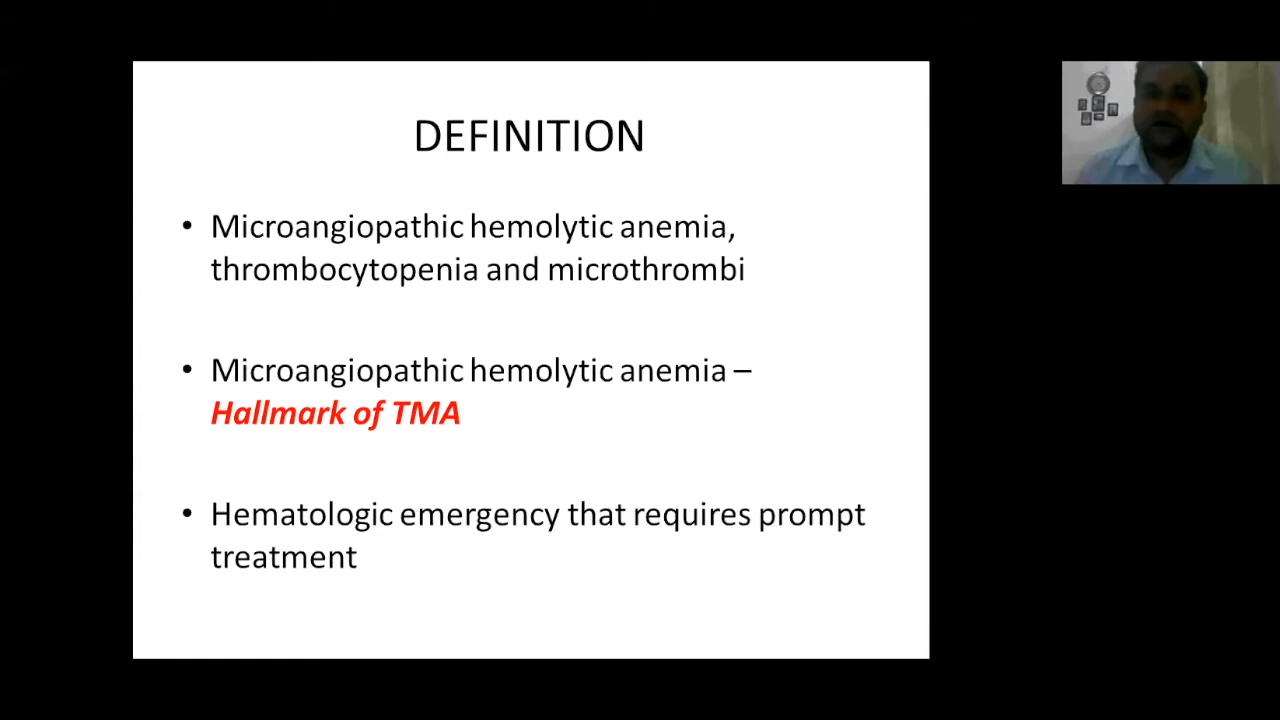 DEFINITION
• Microangiopathic hemolytic anemia,
thrombocytopenia and microthrombi
• Microangiopathic hemolytic anemia –
Hallmark of TMA
• Hematologic emergency that requires prompt
treatment